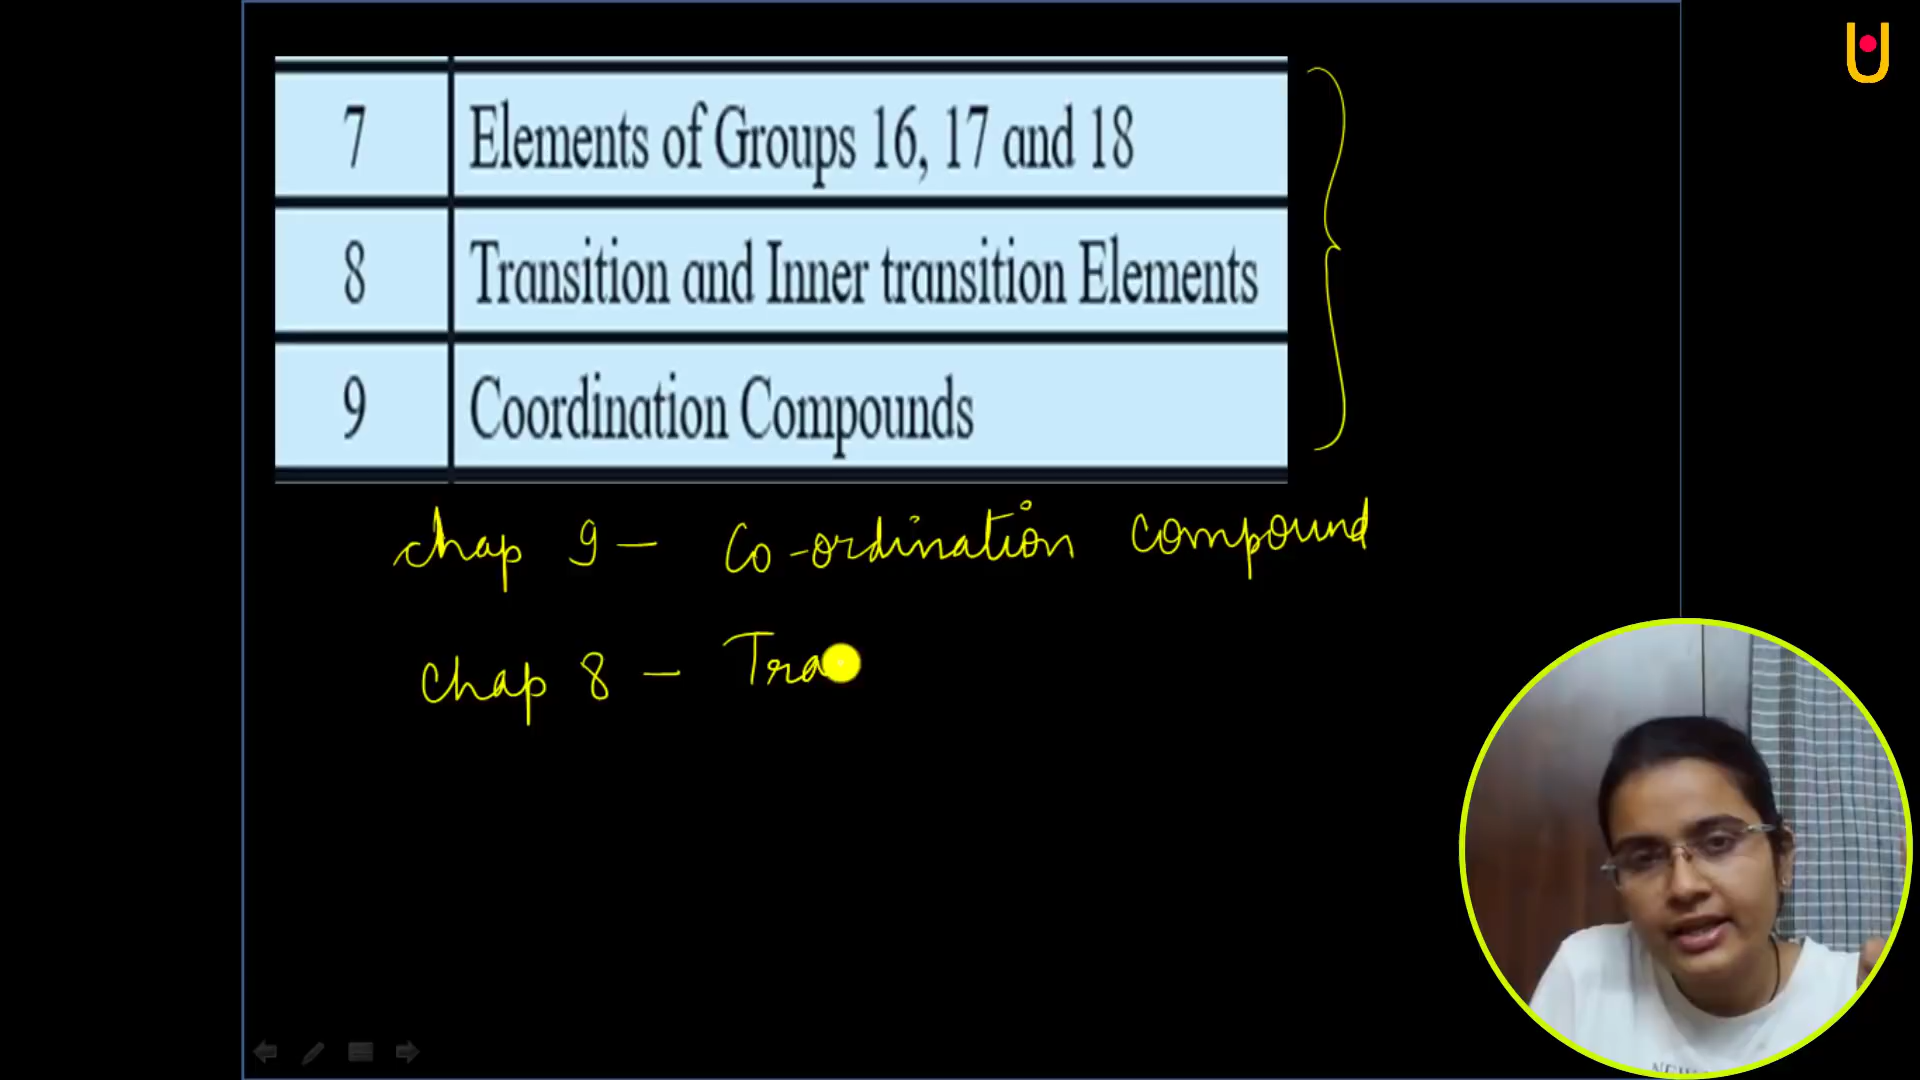 7 Elements of Groups 16, 17 and 18
8 Transition and Inner transition Elements
9 Coordination Compounds
chap 9 - Co-ordination compound
chap 8 - Tra